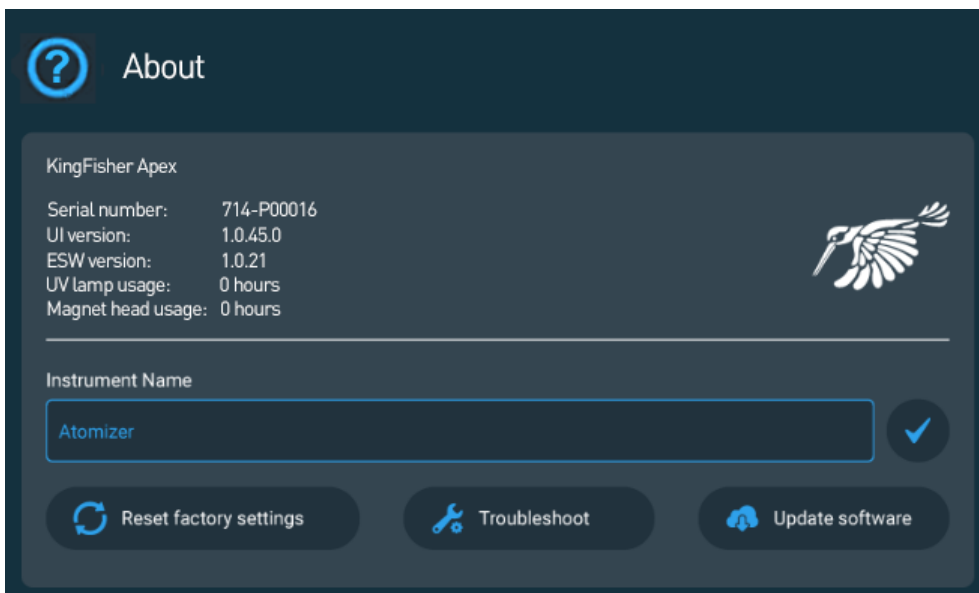 ?
About
KingFisher Apex
Serial number: 714-P00016
UI version: 1.0.45.0
ESW version: 1.0.21
UV lamp usage: 0 hours
Magnet head usage: 0 hours
Instrument Name
Atomizer
Reset factory settings Troubleshoot Update software